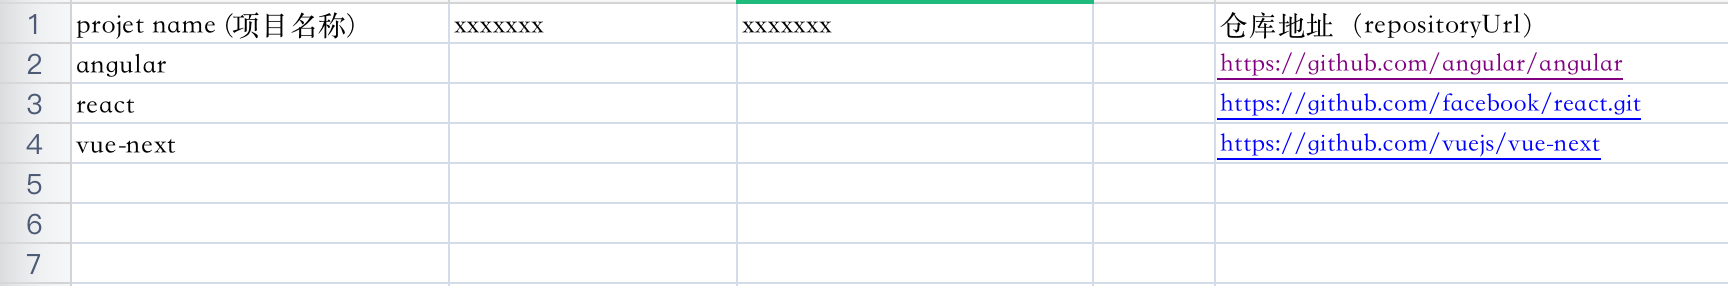 1 projet name (项目名称) xxxxxxx xxxxxxx 仓库地址（repositoryUrl）
2 angular https://github.com/angular/angular
3 react https://github.com/facebook/react.git
4 vue-next https://github.com/vuejs/vue-next
5
6
7